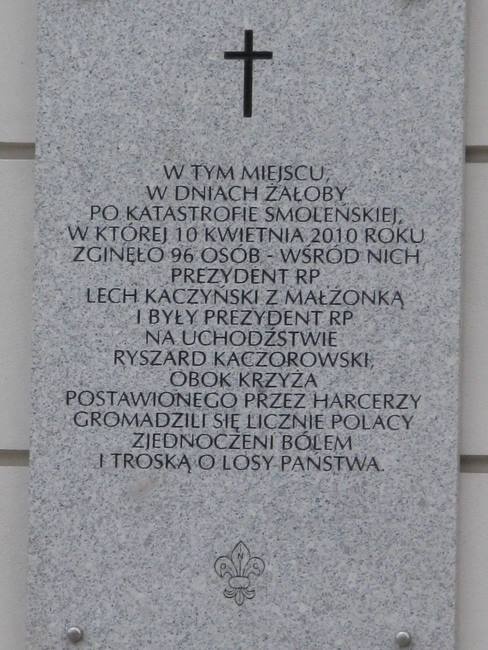 W TYM MIEJSCU,
W DNIACH ŻAŁOBY
PO KATASTROFIE SMOLEŃSKIEJ,
W KTÓREJ 10 KWIETNIA 2010 ROKU
ZGINĘŁO 96 OSÓB - WŚRÓD NICH
PREZYDENT RP
LECH KACZYŃSKI Z MAŁŻONKĄ
I BYŁY PREZYDENT RP
NA UCHODŹSTWIE
RYSZARD KACZOROWSKI,
OBOK KRZYŻA
POSTAWIONEGO PRZEZ HARCERZY
GROMADZILI SIĘ LICZNIE POLACY
ZJEDNOCZENI BÓLEM
I TROSKĄ O LOSY PAŃSTWA.